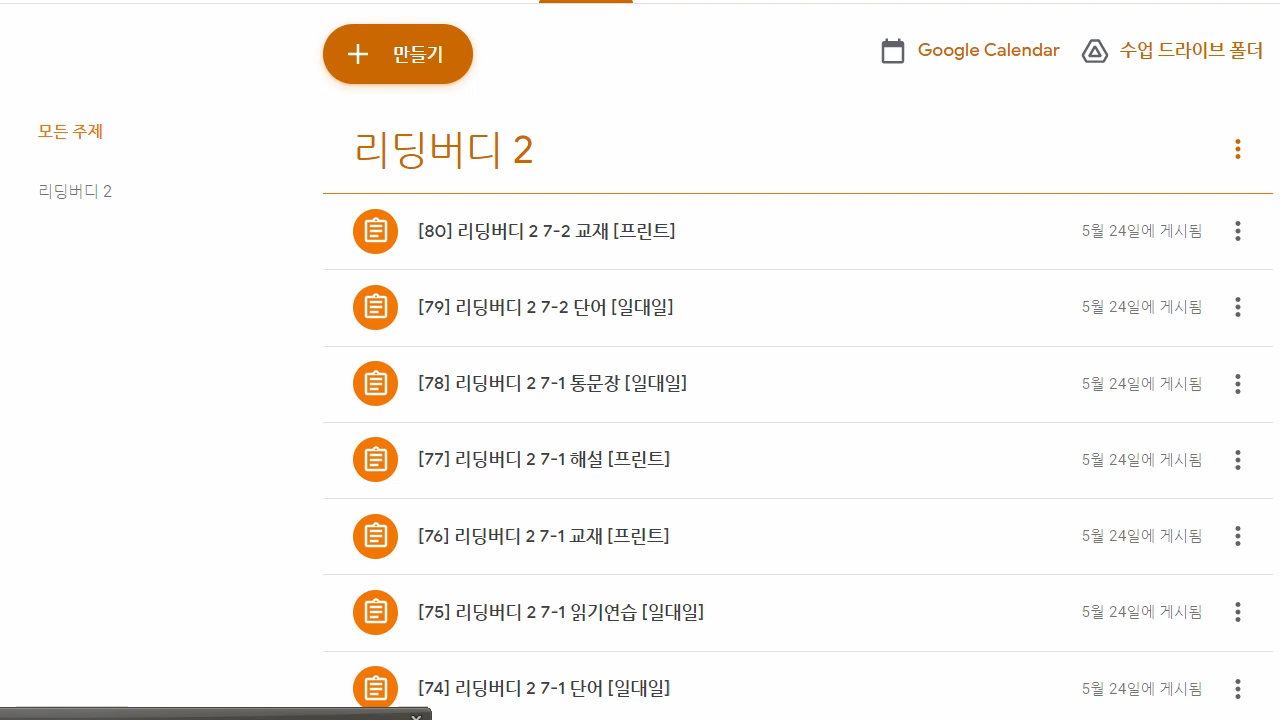 만들기
Google Calendar
수업 드라이브 폴더
모든 주제
리딩버디 2
리딩버디 2
[80] 리딩버디 2 7-2 교재 [프린트]
5월 24일에 게시됨
[79] 리딩버디 2 7-2 단어 [일대일]
5월 24일에 게시됨
[78] 리딩버디 2 7-1 통문장 [일대일]
5월 24일에 게시됨
[77] 리딩버디 2 7-1 해설 [프린트]
5월 24일에 게시됨
[76] 리딩버디 2 7-1 교재 [프린트]
5월 24일에 게시됨
[75] 리딩버디 2 7-1 읽기연습 [일대일]
5월 24일에 게시됨
[74] 리딩버디 2 7-1 단어 [일대일]
5월 24일에 게시됨